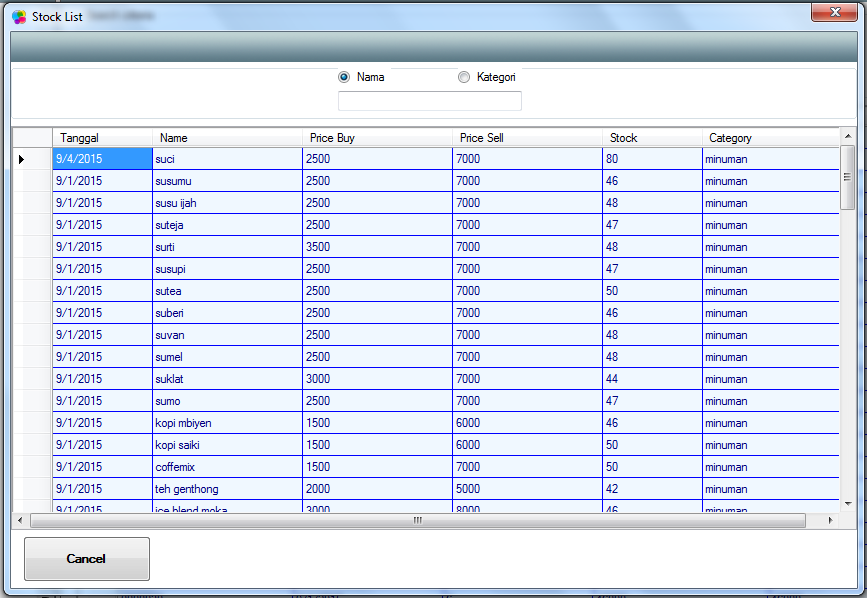 Stock List
Nama Kategori
Tanggal Name Price Buy Price Sell Stock Category
9/4/2015 suci 2500 7000 80 minuman
9/1/2015 susumu 2500 7000 46 minuman
9/1/2015 susu ijah 2500 7000 48 minuman
9/1/2015 suteja 2500 7000 47 minuman
9/1/2015 surti 3500 7000 48 minuman
9/1/2015 susupi 2500 7000 47 minuman
9/1/2015 sutea 2500 7000 50 minuman
9/1/2015 suberi 2500 7000 46 minuman
9/1/2015 suvan 2500 7000 48 minuman
9/1/2015 sumel 2500 7000 48 minuman
9/1/2015 suklat 3000 7000 44 minuman
9/1/2015 sumo 2500 7000 47 minuman
9/1/2015 kopi mbiyen 1500 6000 46 minuman
9/1/2015 kopi saiki 1500 6000 50 minuman
9/1/2015 coffemix 1500 7000 50 minuman
9/1/2015 teh genthong 2000 5000 42 minuman
9/1/2015 ice blend moka 3000 8000 46 minuman
Cancel